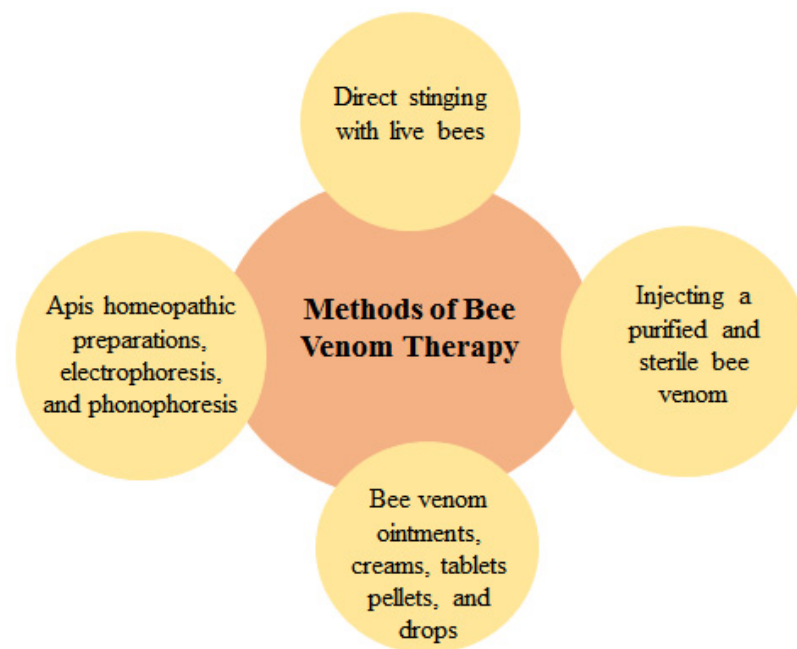 Direct stinging
with live bees
Methods of Bee
Venom Therapy
Apis homeopathic
preparations,
electrophoresis,
and phonophoresis
Injecting a
purified and
sterile bee
venom
Bee venom
ointments,
creams, tablets
pellets, and
drops